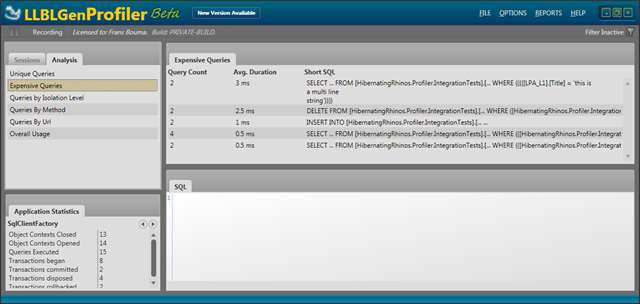 LLBLGenProfiler Beta
New Version Available
FILE OPTIONS REPORTS HELP
Recording Licensed to: Frans Bouma. Build: PRIVATE-BUILD.
Filter Inactive
Sessions Analysis
Unique Queries
Expensive Queries
Queries by Isolation Level
Queries By Method
Queries By Url
Overall Usage
Expensive Queries
Query Count Avg. Duration Short SQL
2 3 ms SELECT ... FROM [HibernatingRhinos.Profiler.IntegrationTests].[... WHERE ((([LPA_L1].[Title] = 'this is
a multi line
string'))))
2 2.5 ms DELETE FROM [HibernatingRhinos.Profiler.IntegrationTests].[... WHERE ([HibernatingRhinos.Profiler.Integration
2 1 ms INSERT INTO [HibernatingRhinos.Profiler.IntegrationTests].[... ...
4 0.5 ms SELECT ... FROM [HibernatingRhinos.Profiler.IntegrationTests].[... WHERE (([HibernatingRhinos.Profiler.Integrat
2 0.5 ms SELECT ... FROM [HibernatingRhinos.Profiler.IntegrationTests].[... WHERE (([HibernatingRhinos.Profiler.Integrat
Application Statistics
SqlClientFactory
Object Contexts Closed 13
Object Contexts Opened 14
Queries Executed 15
Transactions began 8
Transactions committed 2
Transactions disposed 4
Transactions rollbacked 2
SQL
1